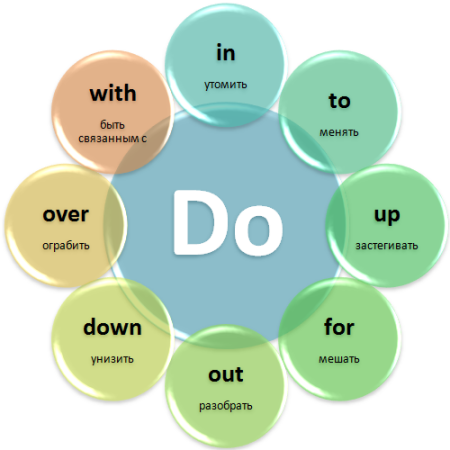 Do
in
утомить
to
менять
up
застегивать
for
мешать
out
разобрать
down
унизить
over
ограбить
with
быть
связанным с